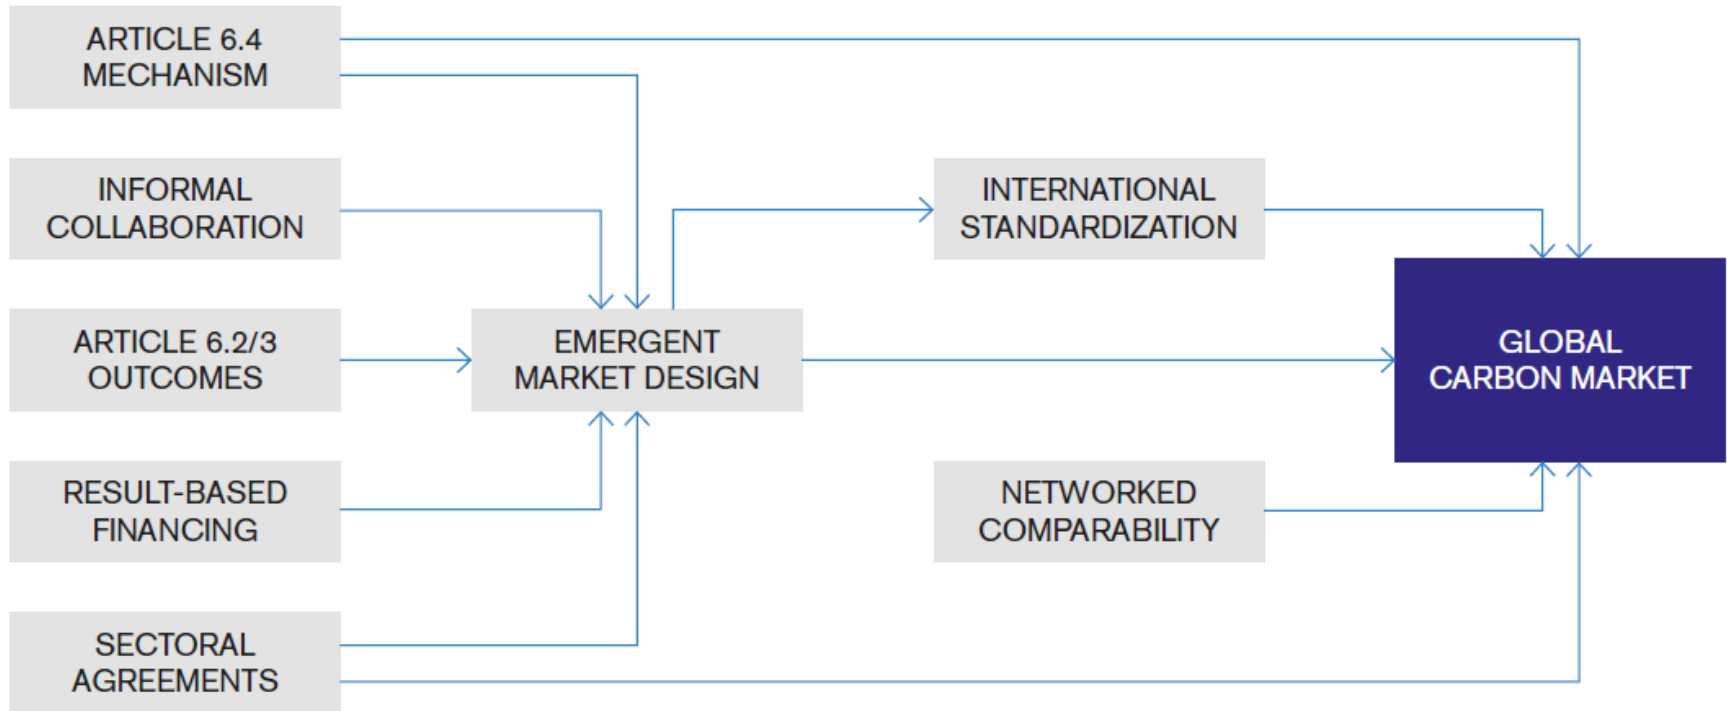 ARTICLE 6.4
MECHANISM
INFORMAL
COLLABORATION
ARTICLE 6.2/3
OUTCOMES
RESULT-BASED
FINANCING
SECTORAL
AGREEMENTS
EMERGENT
MARKET DESIGN
INTERNATIONAL
STANDARDIZATION
NETWORKED
COMPARABILITY
GLOBAL
CARBON MARKET